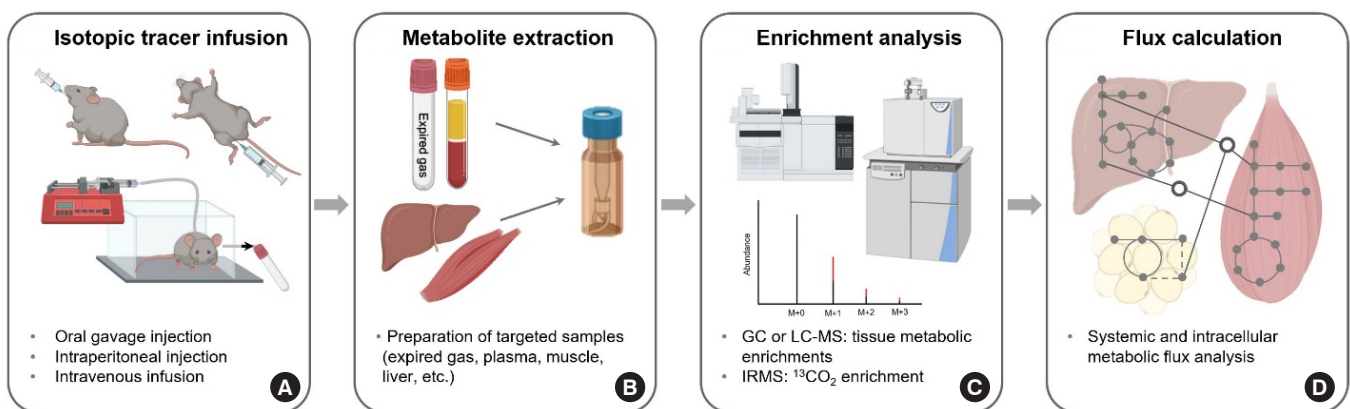 Isotopic tracer infusion
• Oral gavage injection
• Intraperitoneal injection
• Intravenous infusion
A
Metabolite extraction
Expired gas
• Preparation of targeted samples
(expired gas, plasma, muscle,
liver, etc.)
B
Enrichment analysis
Abundance
M+0 M+1 M+2 M+3
• GC or LC-MS: tissue metabolic
enrichments
• IRMS: ¹³CO₂ enrichment
C
Flux calculation
• Systemic and intracellular
metabolic flux analysis
D